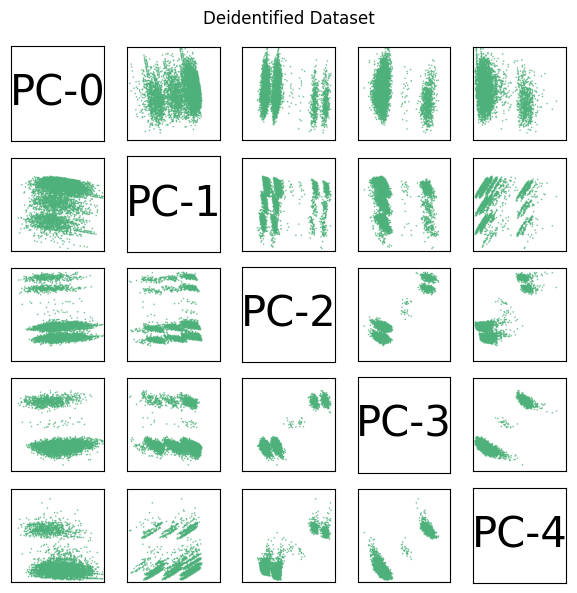 Deidentified Dataset
PC-0
PC-1
PC-2
PC-3
PC-4